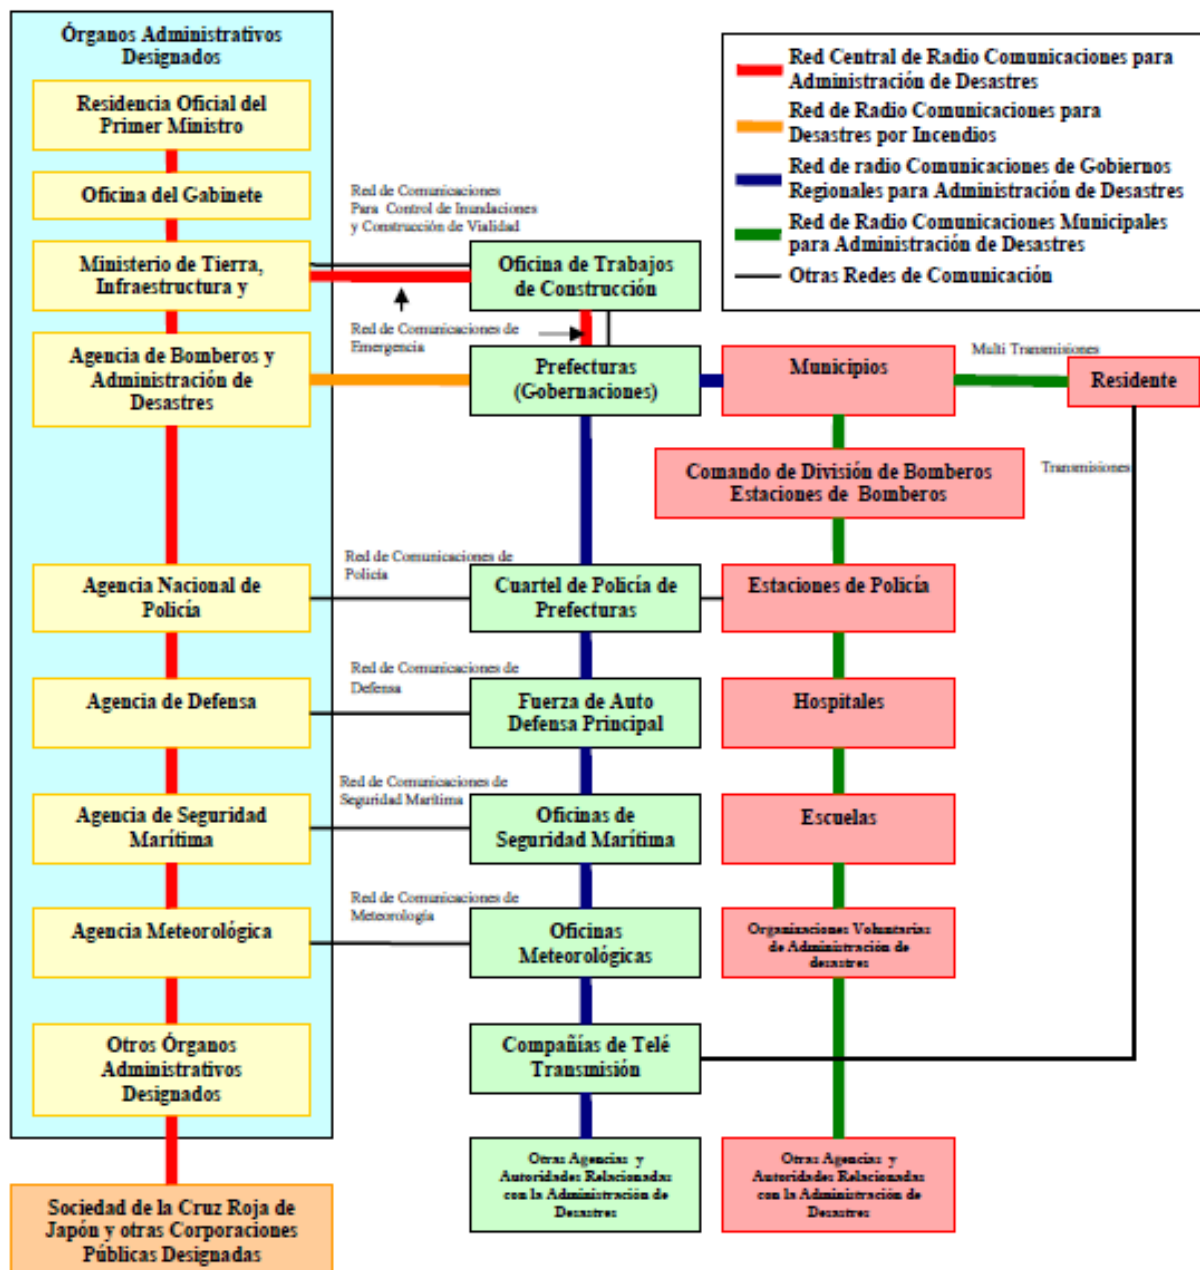 Órganos Administrativos
Designados
Residencia Oficial del
Primer Ministro
Oficina del Gabinete
Ministerio de Tierra,
Infraestructura y
Agencia de Bomberos y
Administración de
Desastres
Agencia Nacional de
Policía
Agencia de Defensa
Agencia de Seguridad
Marítima
Agencia Meteorológica
Otros Órganos
Administrativos
Designados
Sociedad de la Cruz Roja de
Japón y otras Corporaciones
Públicas Designadas
Red de Comunicaciones
Para Control de Inundaciones
y Construcción de Vialidad
Red de Comunicaciones de
Emergencia
Red de Comunicaciones de
Policía
Red de Comunicaciones de
Defensa
Red de Comunicaciones de
Seguridad Marítima
Red de Comunicaciones de
Meteorología
Oficina de Trabajos
de Construcción
Prefecturas
(Gobernaciones)
Cuartel de Policía de
Prefecturas
Fuerza de Auto
Defensa Principal
Oficinas de
Seguridad Marítima
Oficinas
Meteorológicas
Compañías de Telé
Transmisión
Otras Agencias y
Autoridades Relacionadas
con la Administración de
Desastres
Red Central de Radio Comunicaciones para
Administración de Desastres
Red de Radio Comunicaciones para
Desastres por Incendios
Red de radio Comunicaciones de Gobiernos
Regionales para Administración de Desastres
Red de Radio Comunicaciones Municipales
para Administración de Desastres
Otras Redes de Comunicación
Municipios
Multi Transmisiones
Residente
Comando de División de Bomberos
Estaciones de Bomberos
Transmisiones
Estaciones de Policía
Hospitales
Escuelas
Organizaciones Voluntarias
de Administración de
desastres
Otras Agencias y
Autoridades Relacionadas
con la Administración de
Desastres